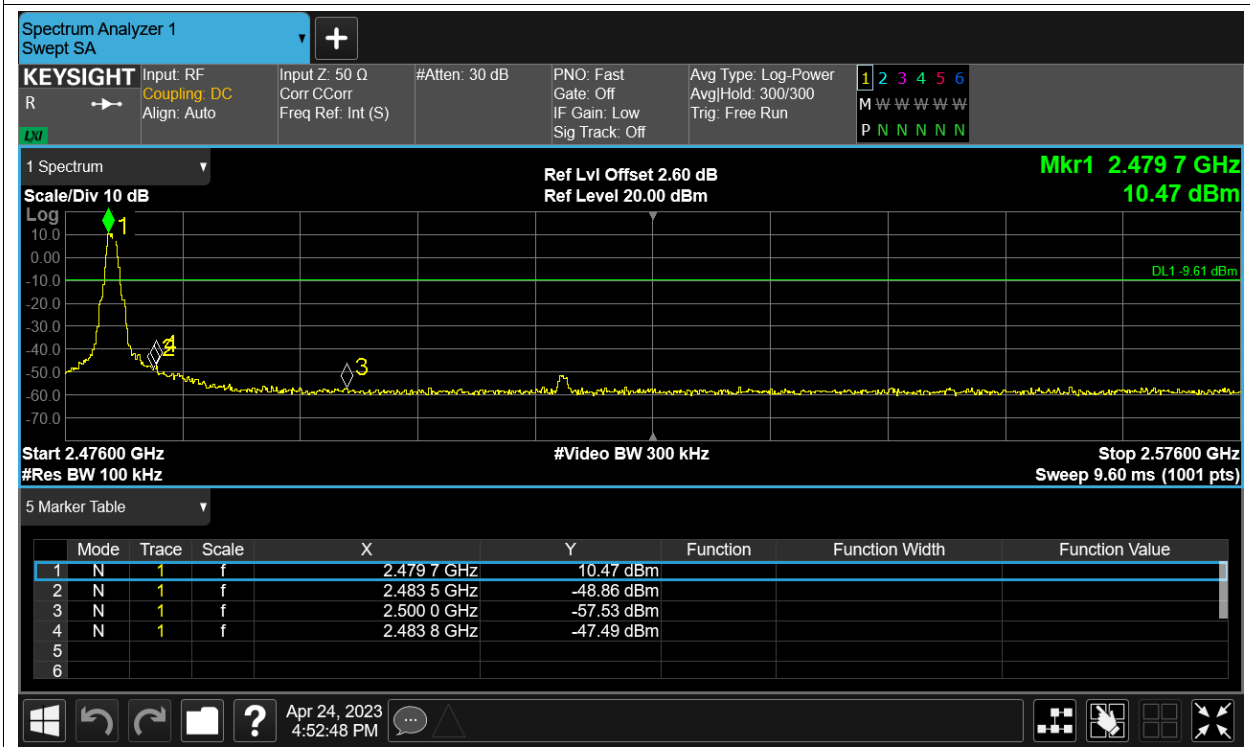 Spectrum Analyzer 1
Swept SA
KEYSIGHT Input: RF Input Z: 50 Ω #Atten: 30 dB PNO: Fast Avg Type: Log-Power 1 2 3 4 5 6
R Coupling: DC Corr CCorr Gate: Off Avg|Hold: 300/300 M W W W W W
Align: Auto Freq Ref: Int (S) IF Gain: Low Trig: Free Run
LXI Sig Track: Off P N N N N N
1 Spectrum Ref Lvl Offset 2.60 dB Mkr1 2.479 7 GHz
Scale/Div 10 dB Ref Level 20.00 dBm 10.47 dBm
Log
1
10.0
0.00
DL1 -9.61 dBm
-10.0
-20.0
-30.0
-40.0
2 4
3
-50.0
-60.0
-70.0
Start 2.47600 GHz #Video BW 300 kHz Stop 2.57600 GHz
#Res BW 100 kHz Sweep 9.60 ms (1001 pts)
5 Marker Table
Mode Trace Scale X Y Function Function Width Function Value
1 N 1 f 2.479 7 GHz 10.47 dBm
2 N 1 f 2.483 5 GHz -48.86 dBm
3 N 1 f 2.500 0 GHz -57.53 dBm
4 N 1 f 2.483 8 GHz -47.49 dBm
5
6
? Apr 24, 2023
4:52:48 PM